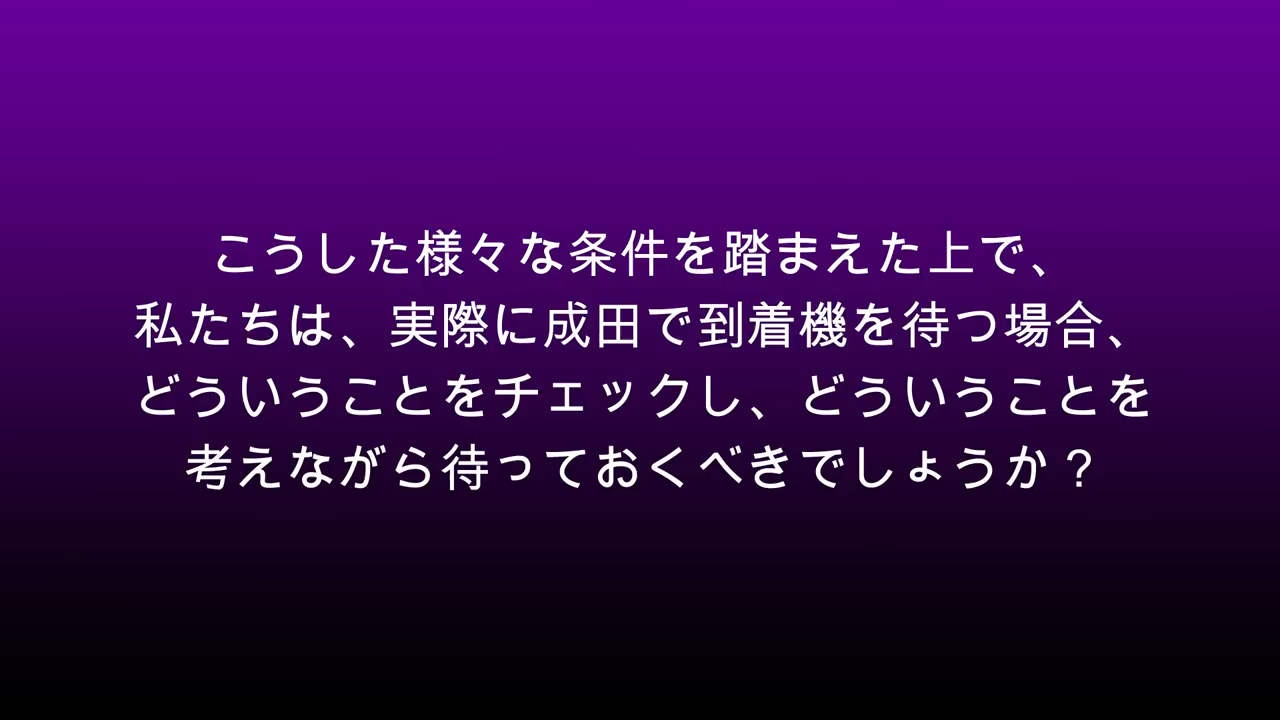 こうした様々な条件を踏まえた上で、
私たちは、実際に成田で到着機を待つ場合、
どういうことをチェックし、どういうことを
考えながら待っておくべきでしょうか？